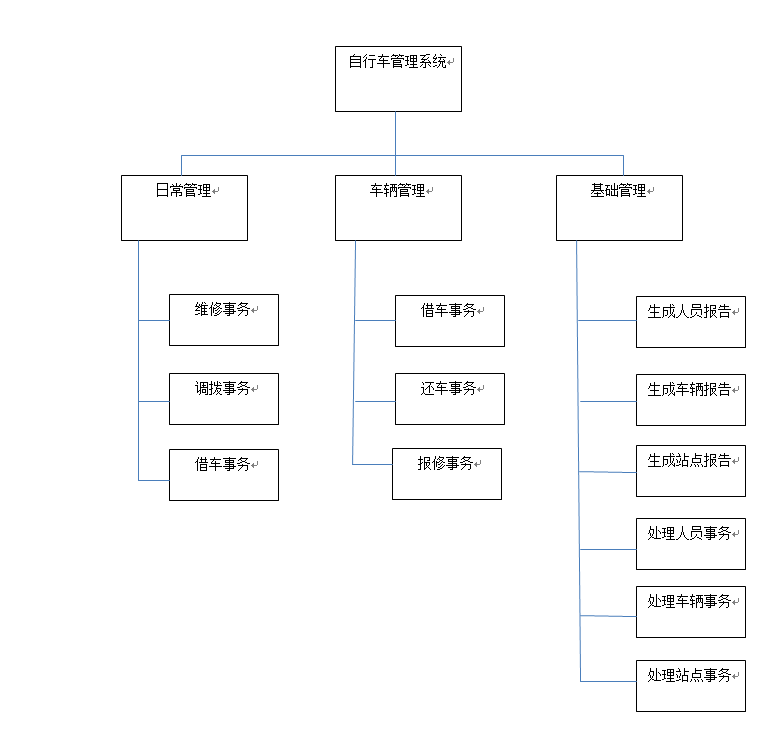 自行车管理系统
日常管理
车辆管理
基础管理
维修事务
调拨事务
借车事务
借车事务
还车事务
报修事务
生成人员报告
生成车辆报告
生成站点报告
处理人员事务
处理车辆事务
处理站点事务